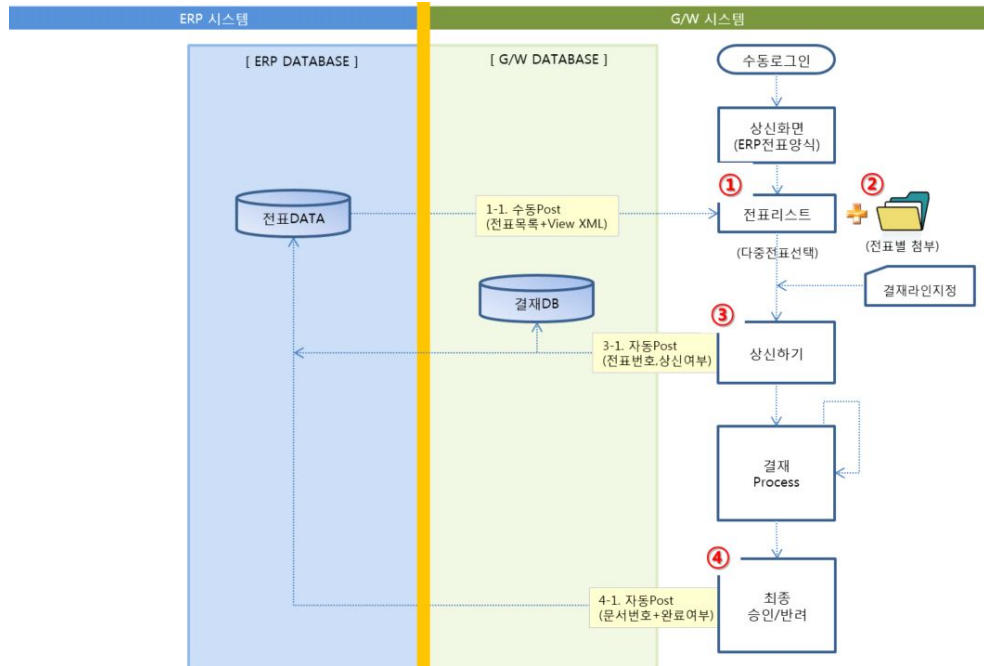 ERP 시스템
G/W 시스템
[ ERP DATABASE ]
[ G/W DATABASE ]
수동로그인
상신화면
(ERP전표양식)
①
②
전표DATA
1-1. 수동Post
(전표목록+View XML)
전표리스트
(전표별 첨부)
(다중전표선택)
결재라인지정
결재DB
③
3-1. 자동Post
(전표번호,상신여부)
상신하기
결재
Process
④
4-1. 자동Post
(문서번호+완료여부)
최종
승인/반려